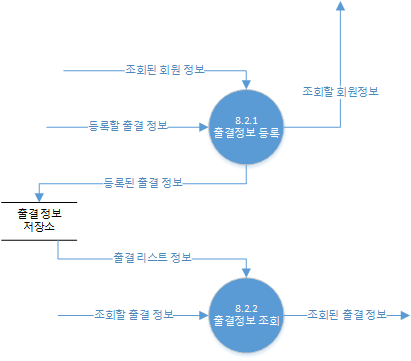 조회된 회원 정보
조회할 회원정보
8.2.1
출결정보 등록
등록할 출결 정보
등록된 출결 정보
출결 정보
저장소
출결 리스트 정보
8.2.2
출결정보 조회
조회할 출결 정보
조회된 출결 정보